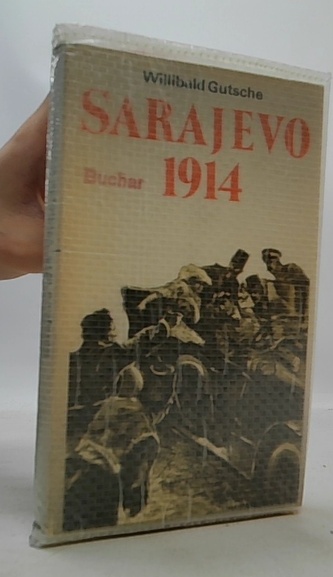 Willibald Gutsche
SARAJEVO
Buchar 1914